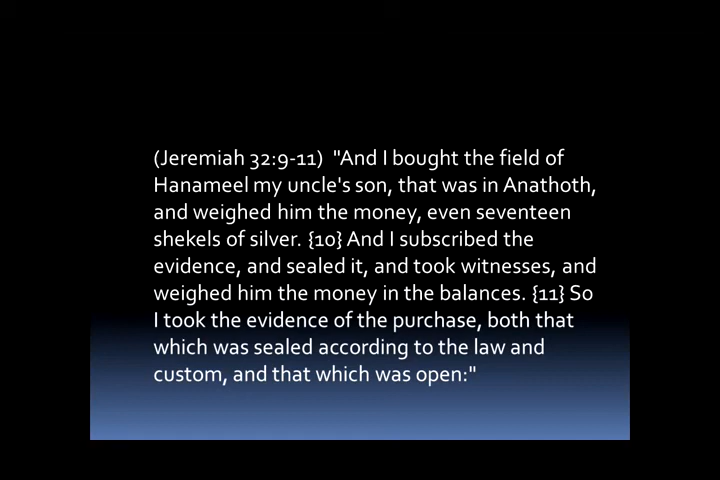 (Jeremiah 32:9-11)  "And I bought the field of
Hanameel my uncle's son, that was in Anathoth,
and weighed him the money, even seventeen
shekels of silver. {10} And I subscribed the
evidence, and sealed it, and took witnesses, and
weighed him the money in the balances. {11} So
I took the evidence of the purchase, both that
which was sealed according to the law and
custom, and that which was open:"